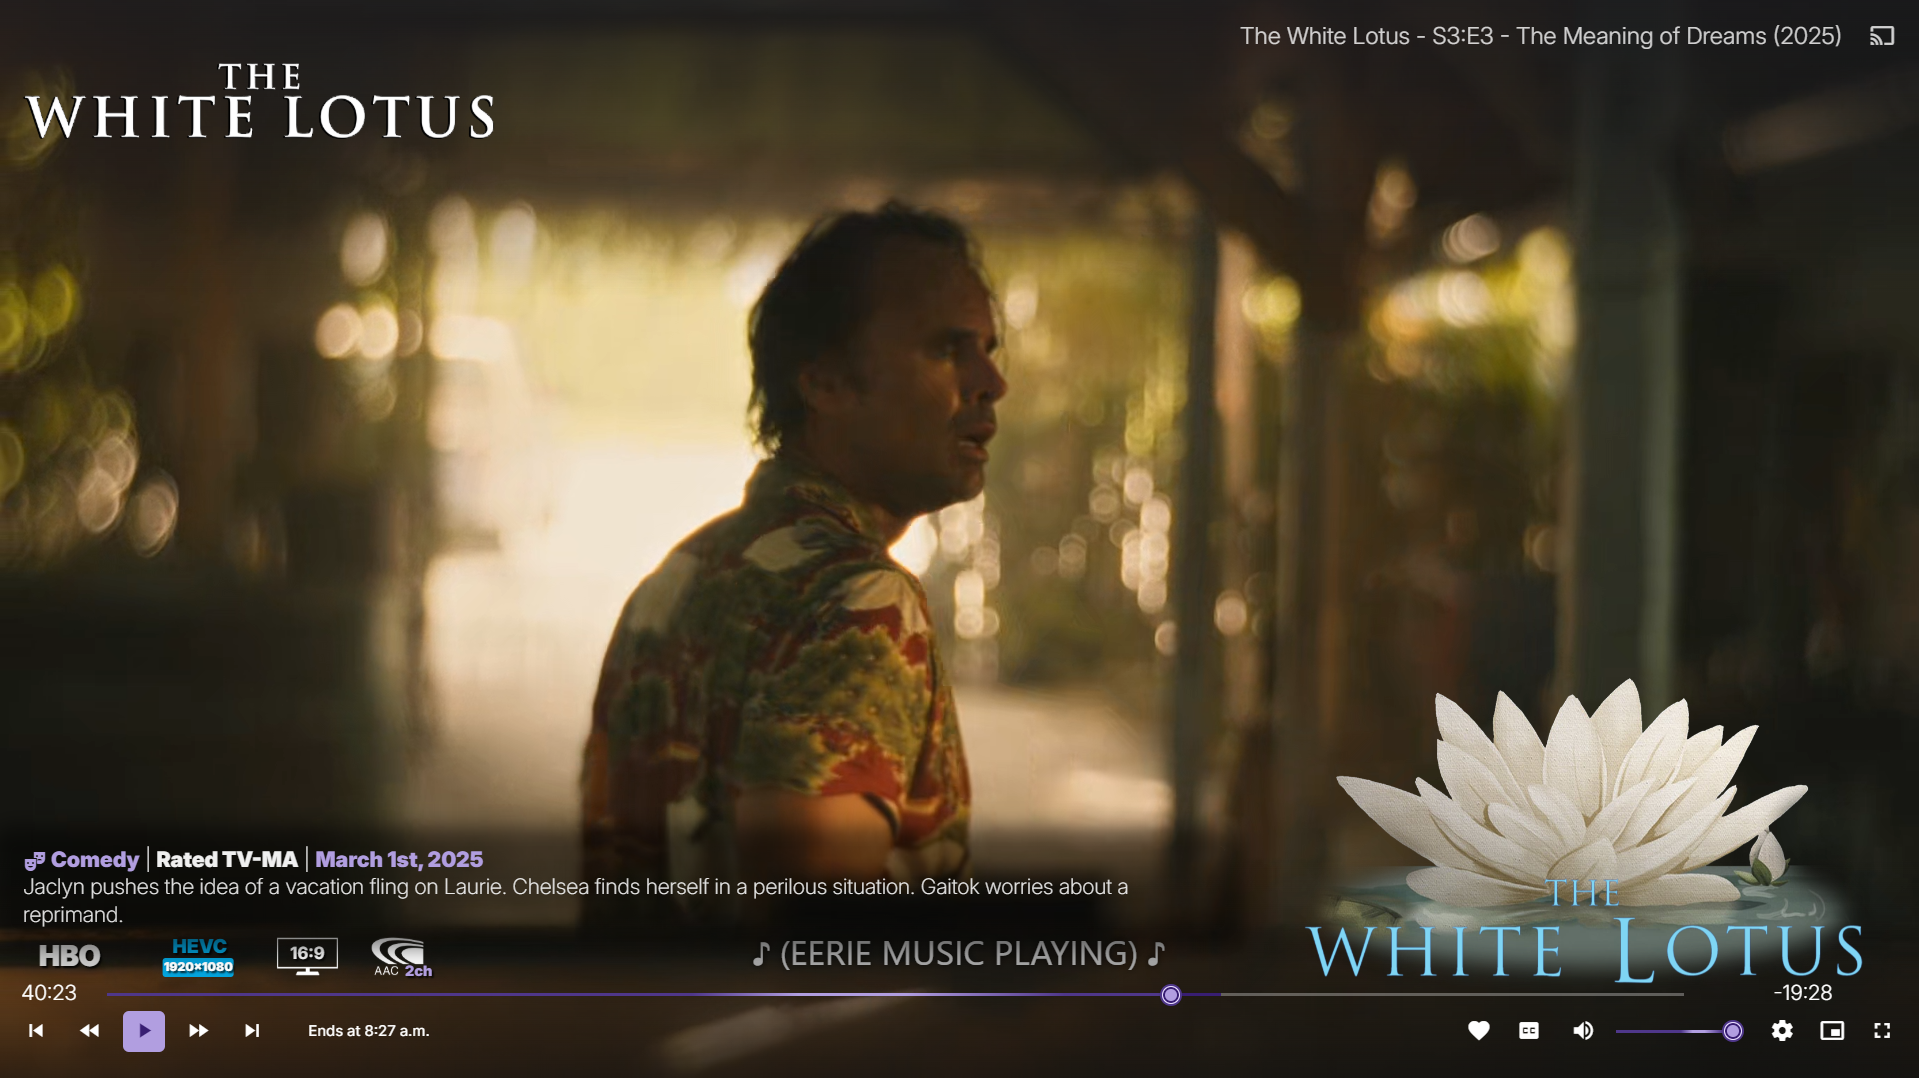 The White Lotus - S3:E3 - The Meaning of Dreams (2025)
THE
WHITE LOTUS
Comedy | Rated TV-MA | March 1st, 2025
Jaclyn pushes the idea of a vacation fling on Laurie. Chelsea finds herself in a perilous situation. Gaitok worries about a
reprimand.
HBO
HEVC
1920×1080
16:9
AAC 2ch
♪ (EERIE MUSIC PLAYING) ♪
THE
WHITE LOTUS
40:23
-19:28
Ends at 8:27 a.m.
CC